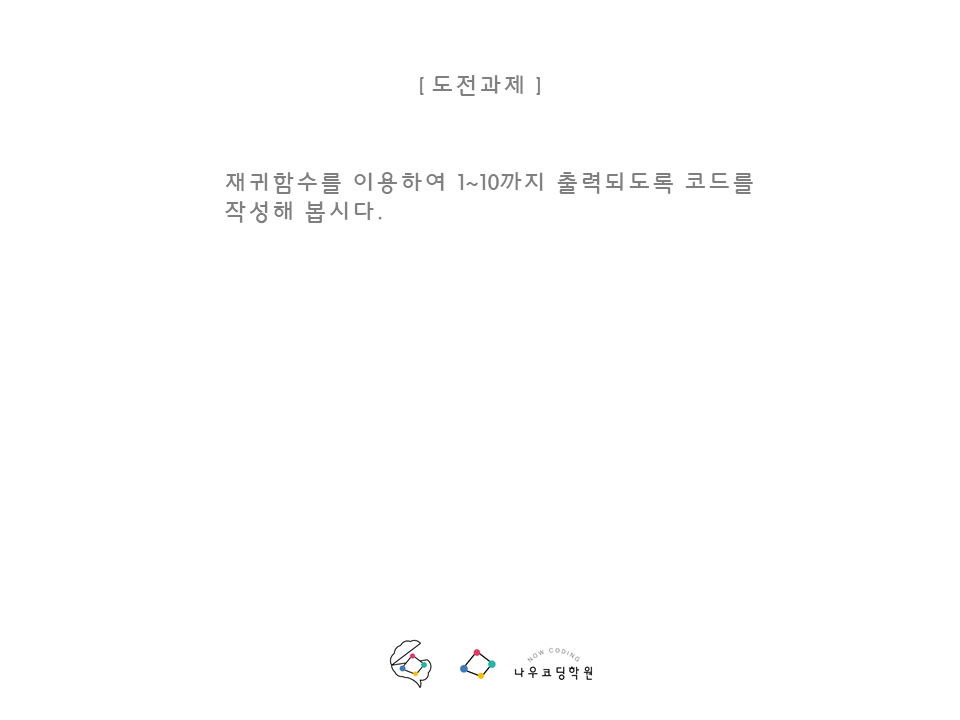 [ 도전과제 ]
재귀함수를 이용하여 1~10까지 출력되도록 코드를
작성해 봅시다.
NOW CODING
나우코딩학원